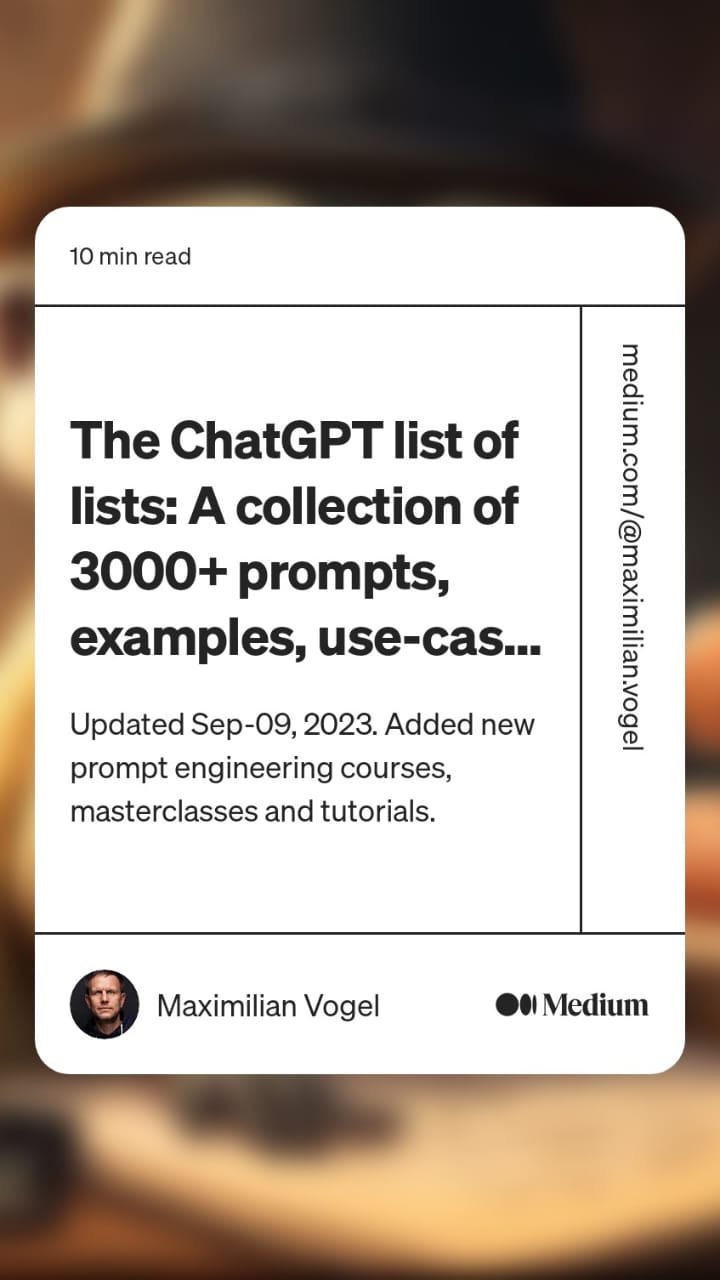 10 min read
The ChatGPT list of
lists: A collection of
3000+ prompts,
examples, use-cas...
Updated Sep-09, 2023. Added new
prompt engineering courses,
masterclasses and tutorials.
medium.com/@maximilian.vogel
Maximilian Vogel
Medium